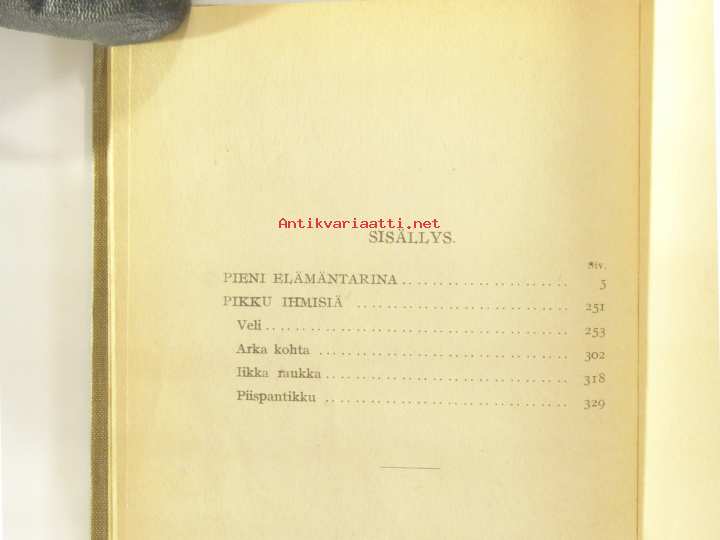 Antikvariaatti.net
SISÄLLYS.
Siv.
PIENI ELÄMÄNTARINA ..................... 5
PIKKU IHMISIÄ .......................... 251
Veli .................................. 253
Arka kohta ........................... 302
Iikka raukka .......................... 318
Piispantikku .......................... 329